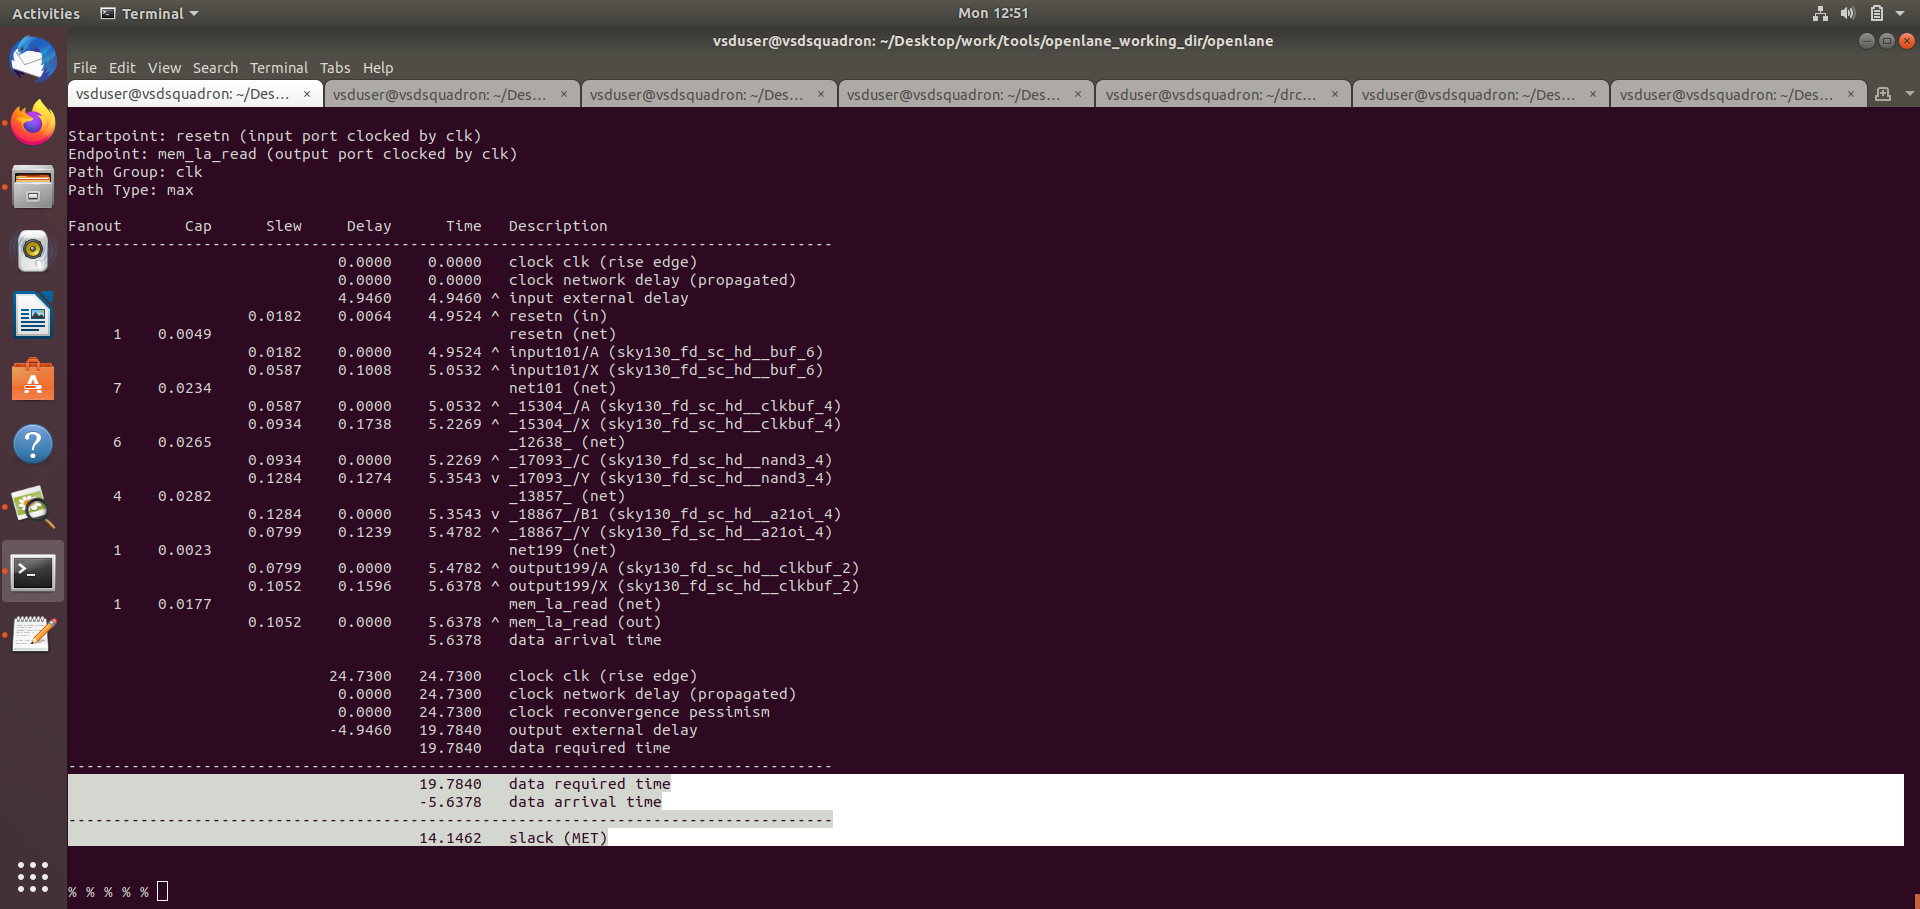 Activities
Terminal
Mon 12:51
vsduser@vsdsquadron: ~/Desktop/work/tools/openlane_working_dir/openlane
File Edit View Search Terminal Tabs Help
vsduser@vsdsquadron: ~/Des... × vsduser@vsdsquadron: ~/Des... × vsduser@vsdsquadron: ~/Des... × vsduser@vsdsquadron: ~/Des... × vsduser@vsdsquadron: ~/drc... × vsduser@vsdsquadron: ~/Des... × vsduser@vsdsquadron: ~/Des... ×
Startpoint: resetn (input port clocked by clk)
Endpoint: mem_la_read (output port clocked by clk)
Path Group: clk
Path Type: max
Fanout       Cap      Slew     Delay      Time   Description
-------------------------------------------------------------------------------------
                              0.0000    0.0000   clock clk (rise edge)
                              0.0000    0.0000   clock network delay (propagated)
                              4.9460    4.9460 ^ input external delay
                    0.0182    0.0064    4.9524 ^ resetn (in)
     1    0.0049                                 resetn (net)
                    0.0182    0.0000    4.9524 ^ input101/A (sky130_fd_sc_hd__buf_6)
                    0.0587    0.1008    5.0532 ^ input101/X (sky130_fd_sc_hd__buf_6)
     7    0.0234                                 net101 (net)
                    0.0587    0.0000    5.0532 ^ _15304_/A (sky130_fd_sc_hd__clkbuf_4)
                    0.0934    0.1738    5.2269 ^ _15304_/X (sky130_fd_sc_hd__clkbuf_4)
     6    0.0265                                 _12638_ (net)
                    0.0934    0.0000    5.2269 ^ _17093_/C (sky130_fd_sc_hd__nand3_4)
                    0.1284    0.1274    5.3543 v _17093_/Y (sky130_fd_sc_hd__nand3_4)
     4    0.0282                                 _13857_ (net)
                    0.1284    0.0000    5.3543 v _18867_/B1 (sky130_fd_sc_hd__a21oi_4)
                    0.0799    0.1239    5.4782 ^ _18867_/Y (sky130_fd_sc_hd__a21oi_4)
     1    0.0023                                 net199 (net)
                    0.0799    0.0000    5.4782 ^ output199/A (sky130_fd_sc_hd__clkbuf_2)
                    0.1052    0.1596    5.6378 ^ output199/X (sky130_fd_sc_hd__clkbuf_2)
     1    0.0177                                 mem_la_read (net)
                    0.1052    0.0000    5.6378 ^ mem_la_read (out)
                                        5.6378   data arrival time
                             24.7300   24.7300   clock clk (rise edge)
                              0.0000   24.7300   clock network delay (propagated)
                              0.0000   24.7300   clock reconvergence pessimism
                             -4.9460   19.7840   output external delay
                                       19.7840   data required time
-------------------------------------------------------------------------------------
                                       19.7840   data required time
                                       -5.6378   data arrival time
-------------------------------------------------------------------------------------
                                       14.1462   slack (MET)
% % % % %